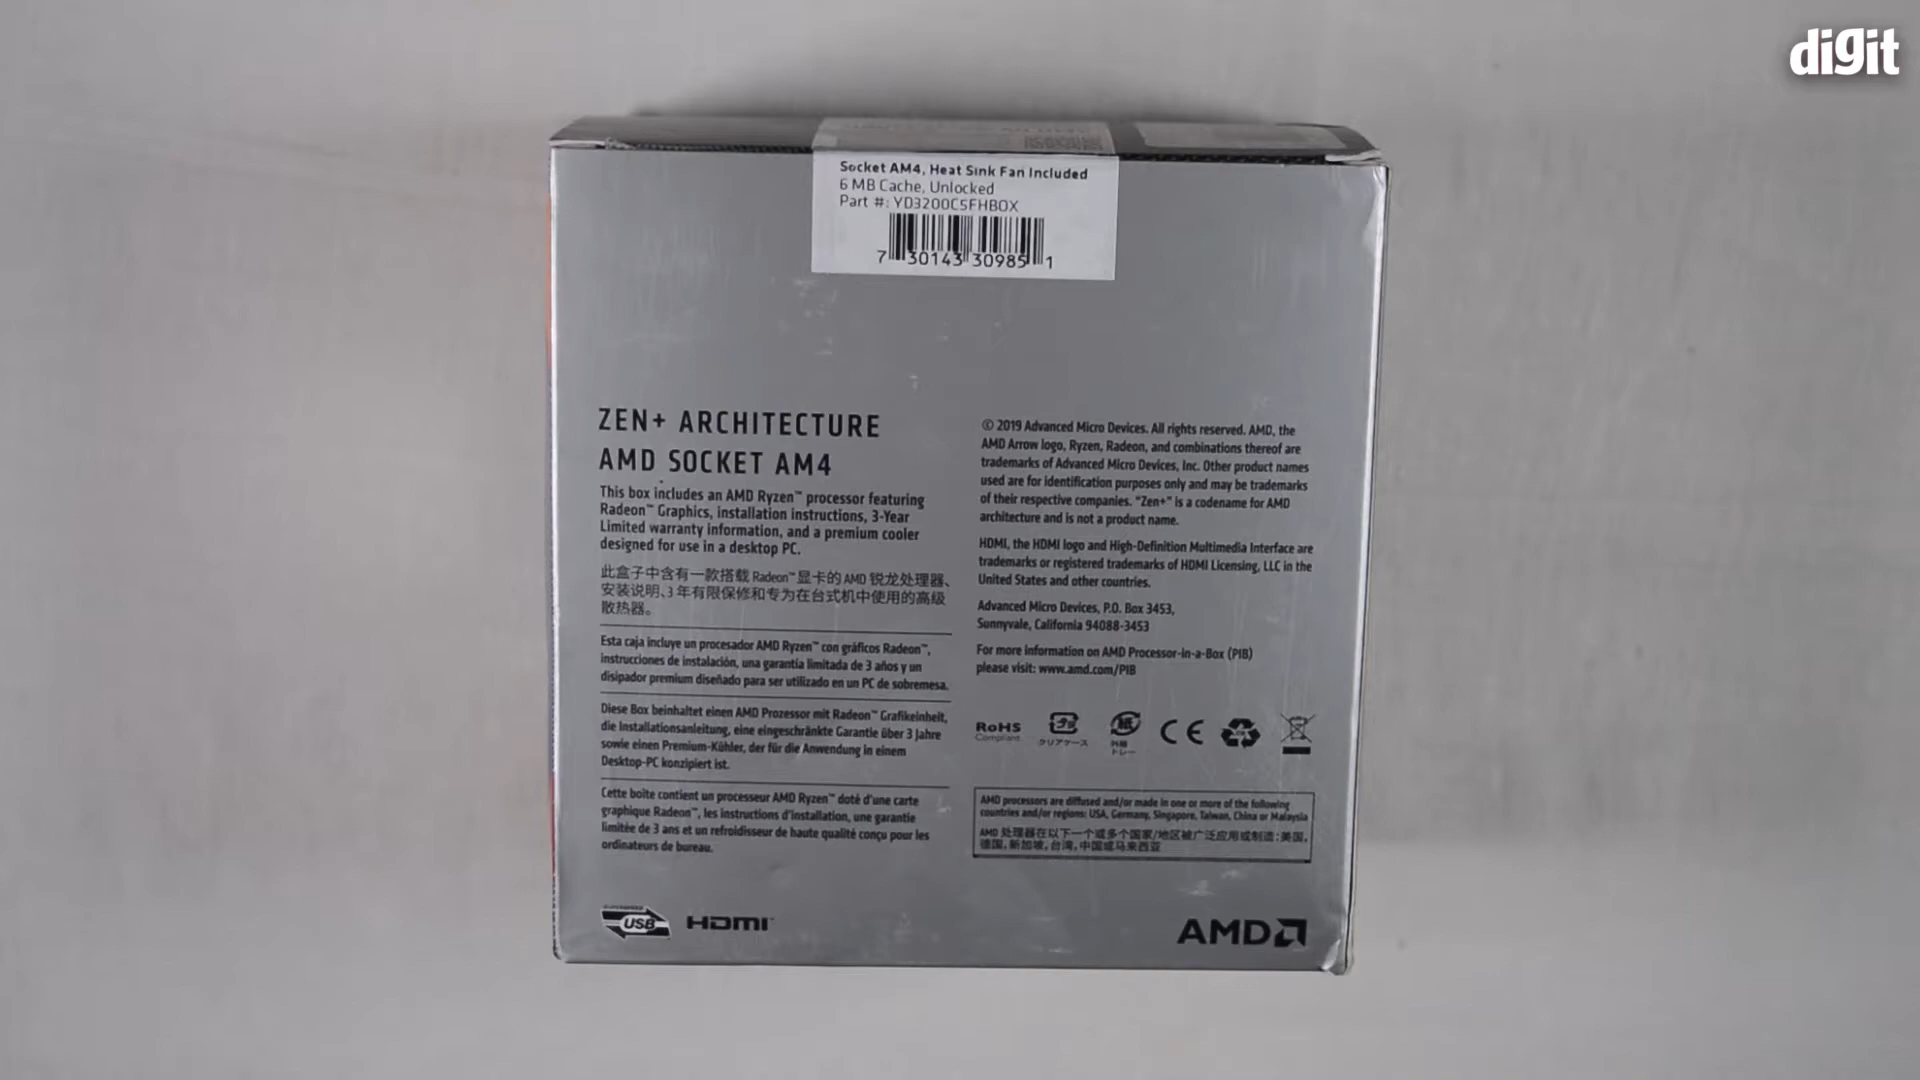 digit
Socket AM4, Heat Sink Fan Included
6 MB Cache, Unlocked
Part #: YD3200C5FHBOX
7 30143 30985 1
ZEN+ ARCHITECTURE
AMD SOCKET AM4
This box includes an AMD Ryzen™ processor featuring
Radeon™ Graphics, installation instructions, 3-Year
Limited warranty information, and a premium cooler
designed for use in a desktop PC.
此盒子中含有一款搭载 Radeon™ 显卡的 AMD 锐龙处理器、
安装说明、3 年有限保修和专为在台式机中使用的高级
散热器。
Esta caja incluye un procesador AMD Ryzen™ con gráficos Radeon™,
instrucciones de instalación, una garantía limitada de 3 años y un
disipador premium diseñado para ser utilizado en un PC de sobremesa.
Diese Box beinhaltet einen AMD Prozessor mit Radeon™ Grafikeinheit,
die Installationsanleitung, eine eingeschränkte Garantie über 3 Jahre
sowie einen Premium-Kühler, der für die Anwendung in einem
Desktop-PC konzipiert ist.
Cette boîte contient un processeur AMD Ryzen™ doté d'une carte
graphique Radeon™, les instructions d'installation, une garantie
limitée de 3 ans et un refroidisseur de haute qualité conçu pour les
ordinateurs de bureau.
USB HDMI
© 2019 Advanced Micro Devices. All rights reserved. AMD, the
AMD Arrow logo, Ryzen, Radeon, and combinations thereof are
trademarks of Advanced Micro Devices, Inc. Other product names
used are for identification purposes only and may be trademarks
of their respective companies. "Zen+" is a codename for AMD
architecture and is not a product name.
HDMI, the HDMI logo and High-Definition Multimedia Interface are
trademarks or registered trademarks of HDMI Licensing, LLC in the
United States and other countries.
Advanced Micro Devices, P.O. Box 3453,
Sunnyvale, California 94088-3453
For more information on AMD Processor-in-a-Box (PIB)
please visit: www.amd.com/PIB
RoHS
Compliant
クリアケース
紙
外箱
トレー
CE
AMD processors are diffused and/or made in one or more of the following
countries and/or regions: USA, Germany, Singapore, Taiwan, China or Malaysia
AMD 处理器在以下一个或多个国家/地区被广泛应用或制造：美国，
德国，新加坡，台湾，中国或马来西亚
AMD